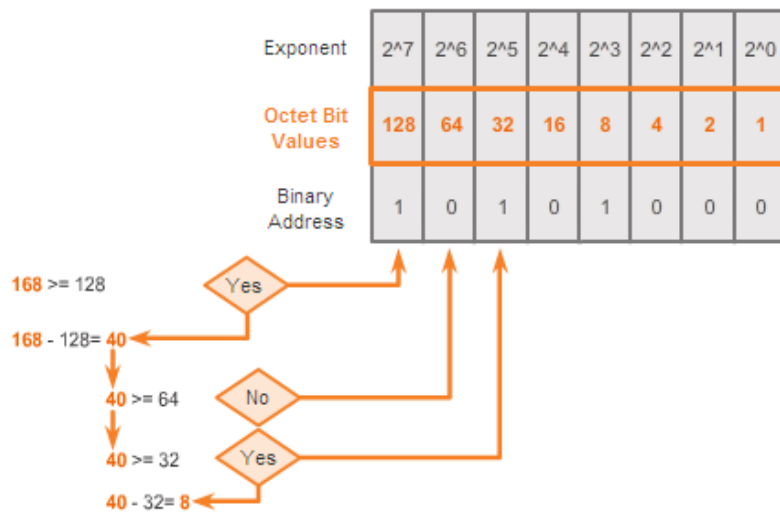 Exponent 2^7 2^6 2^5 2^4 2^3 2^2 2^1 2^0
Octet Bit
Values 128 64 32 16 8 4 2 1
Binary
Address 1 0 1 0 1 0 0 0
168 >= 128 Yes
168 - 128= 40
40 >= 64 No
40 >= 32 Yes
40 - 32= 8